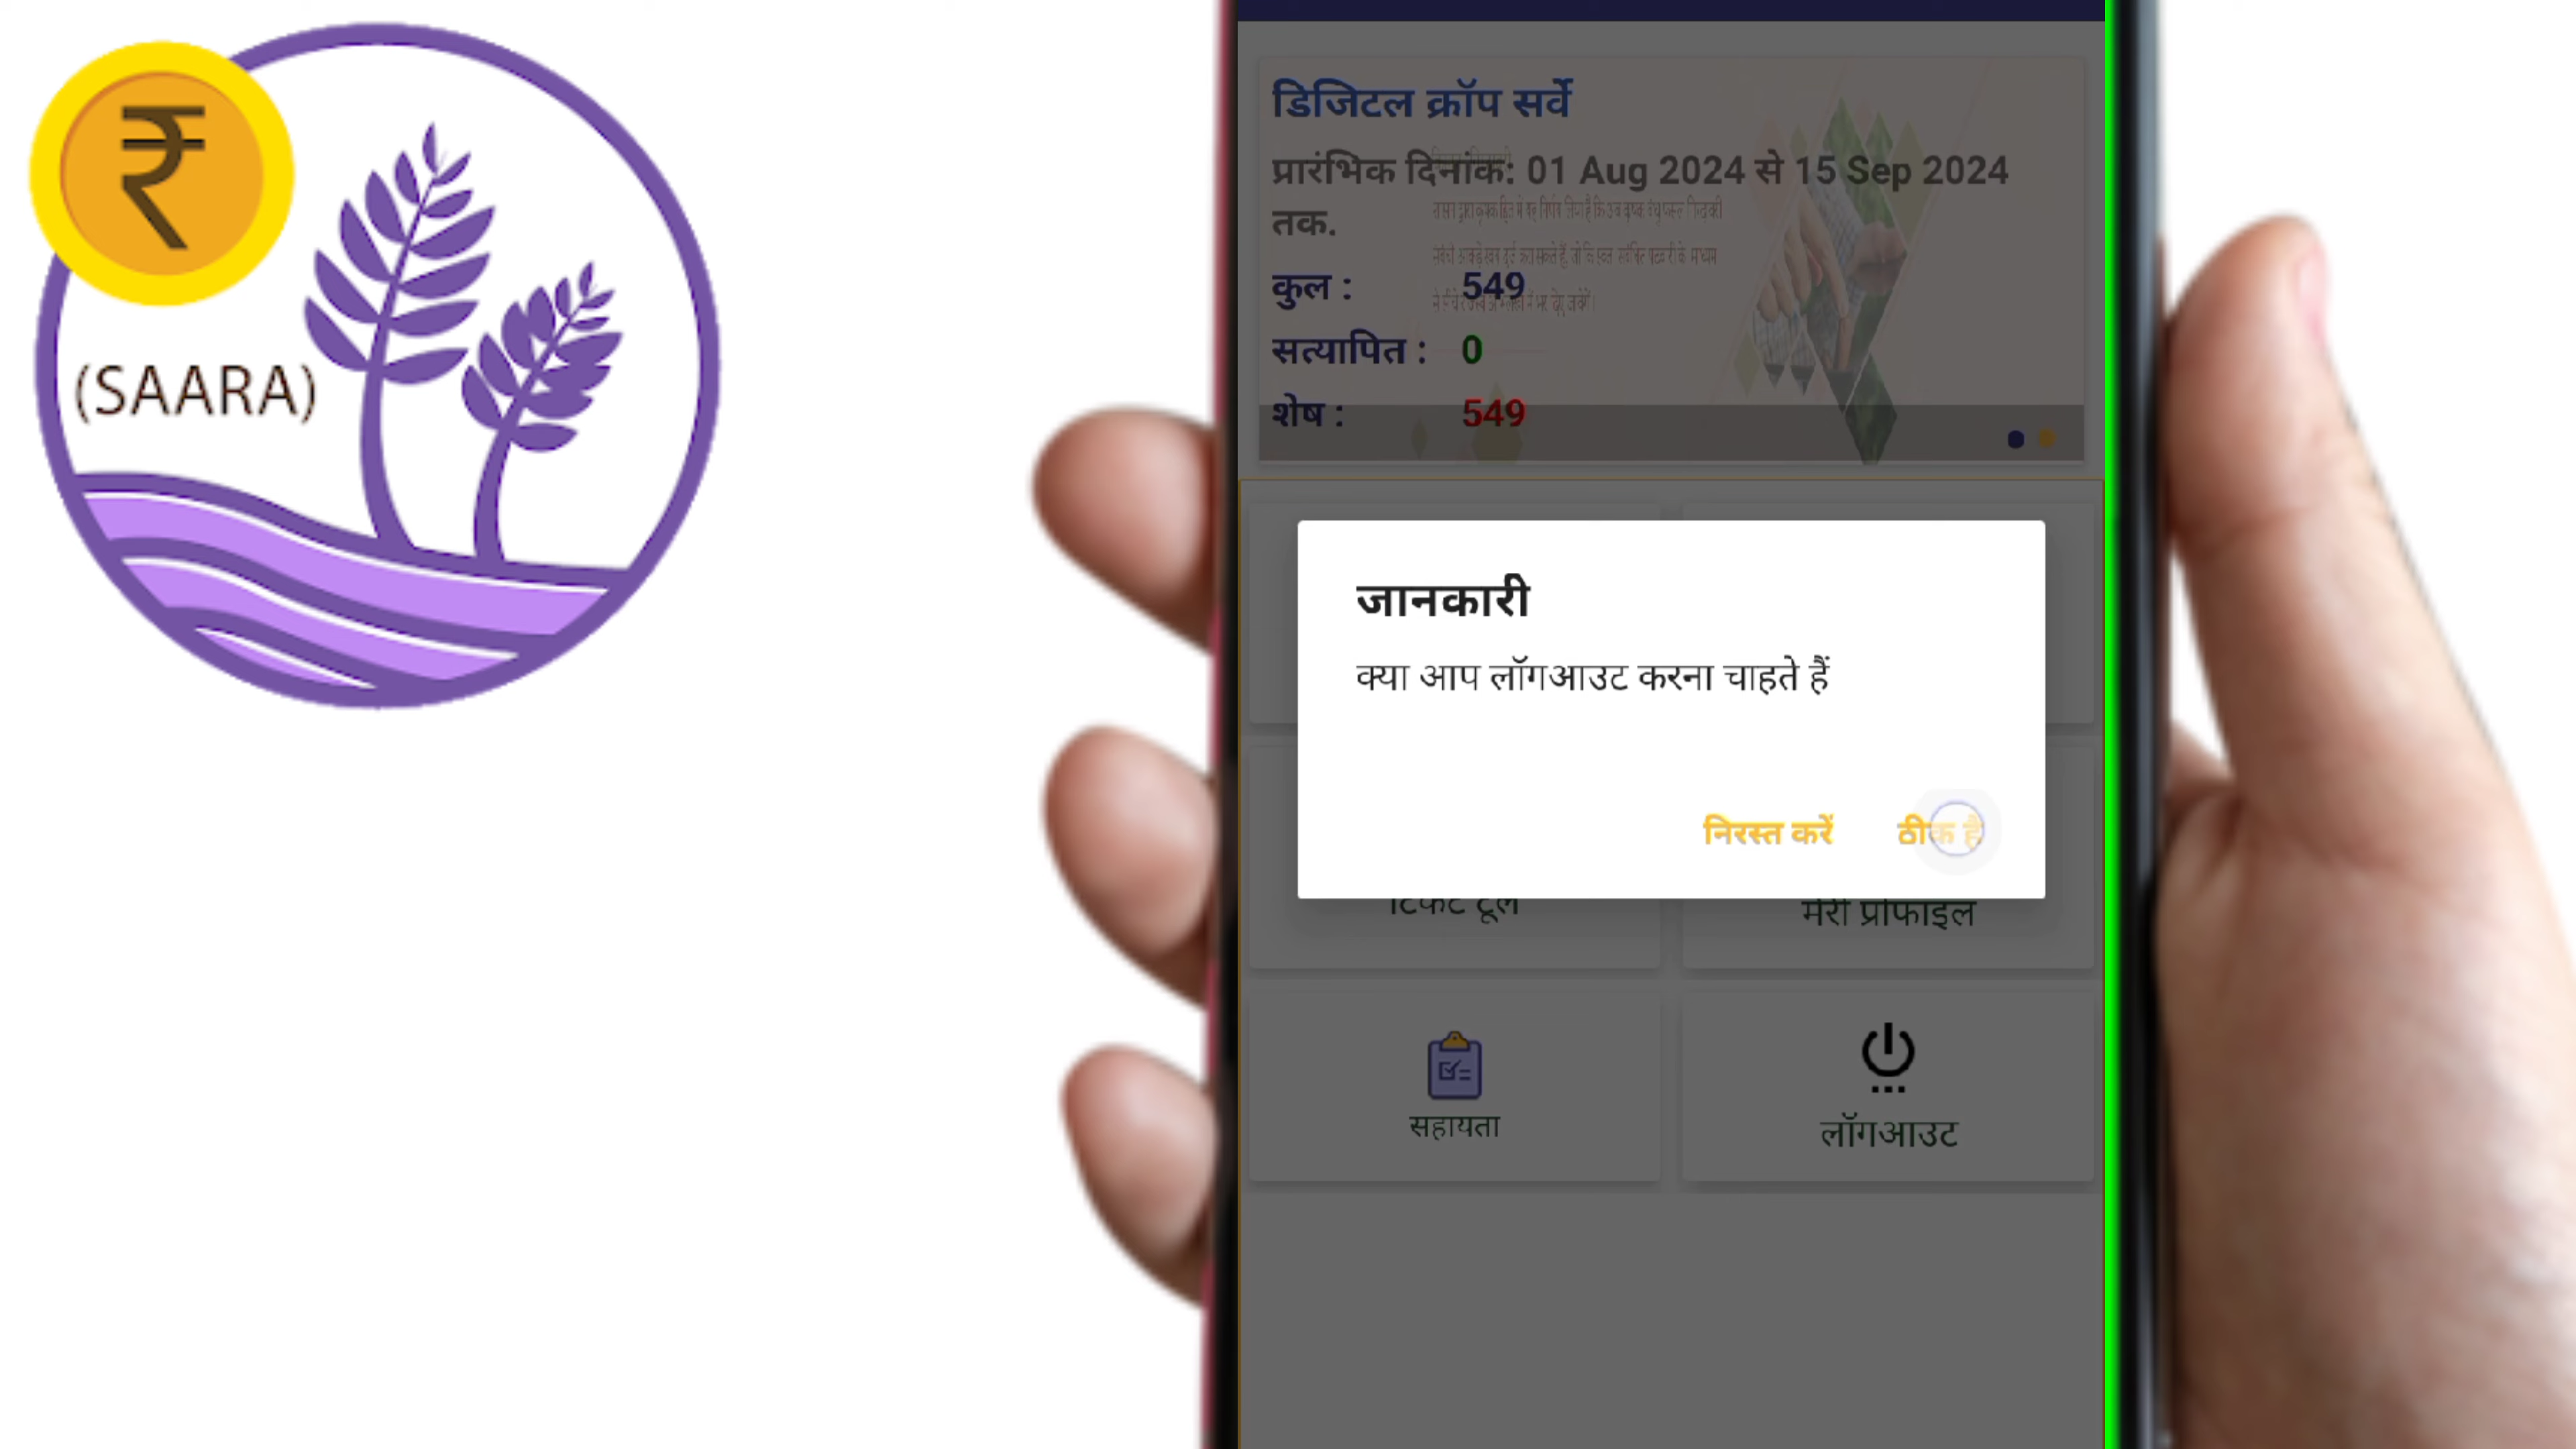 ₹
(SAARA)
डिजिटल क्रॉप सर्वे
प्रारंभिक दिनांक: 01 Aug 2024 से 15 Sep 2024
तक.
कुल : 549
सत्यापित : 0
शेष : 549
जानकारी
क्या आप लॉगआउट करना चाहते हैं
निरस्त करें ठीक है
टिकट टूल मेरी प्रोफाइल
सहायता लॉगआउट